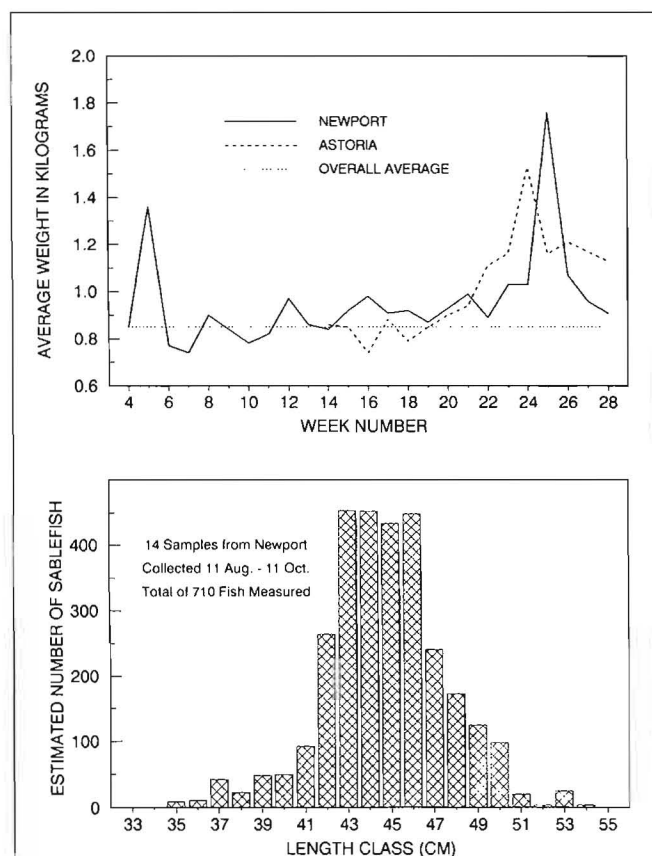 2.0
1.8
1.6
1.4
1.2
1.0
0.8
0.6
AVERAGE WEIGHT IN KILOGRAMS
NEWPORT
ASTORIA
OVERALL AVERAGE
4 6 8 10 12 14 16 18 20 22 24 26 28
WEEK NUMBER
400
300
200
100
0
ESTIMATED NUMBER OF SABLEFISH
14 Samples from Newport
Collected 11 Aug. - 11 Oct.
Total of 710 Fish Measured
33 35 37 39 41 43 45 47 49 51 53 55
LENGTH CLASS (CM)